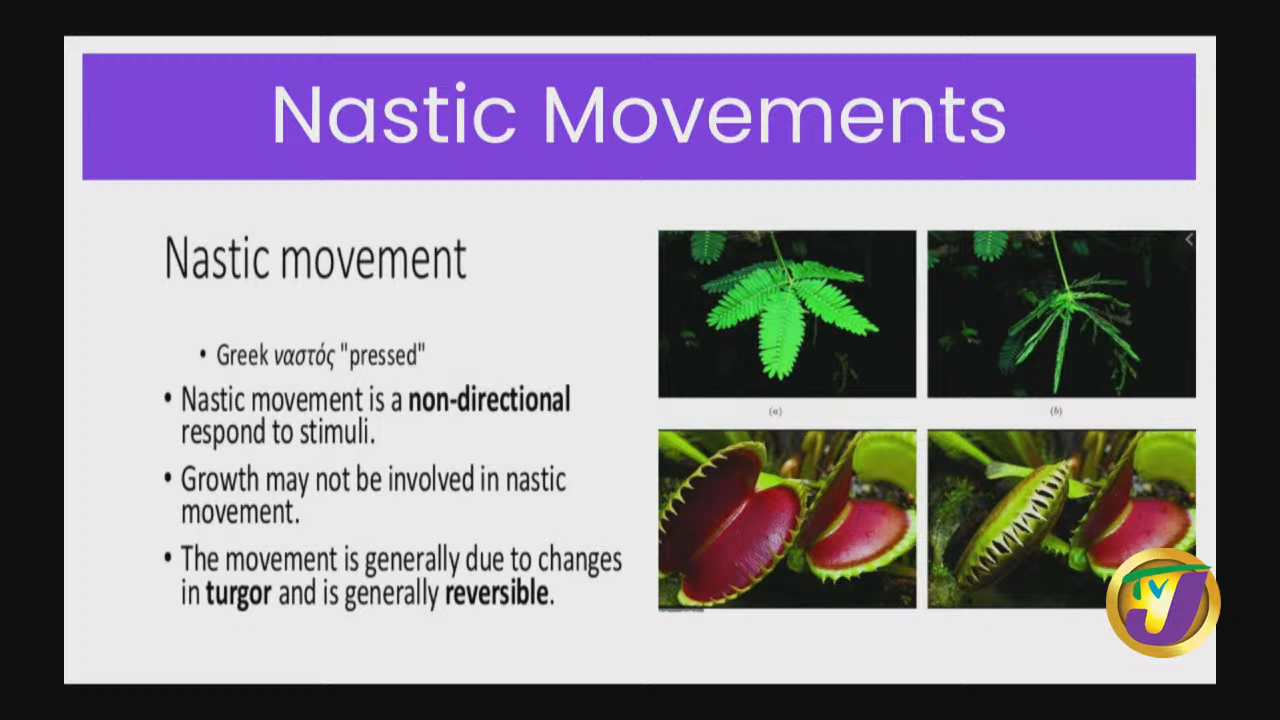 Nastic Movements
Nastic movement
• Greek ναστός "pressed"
• Nastic movement is a non-directional
respond to stimuli.
• Growth may not be involved in nastic
movement.
• The movement is generally due to changes
in turgor and is generally reversible.
(a)
(b)
TVJ